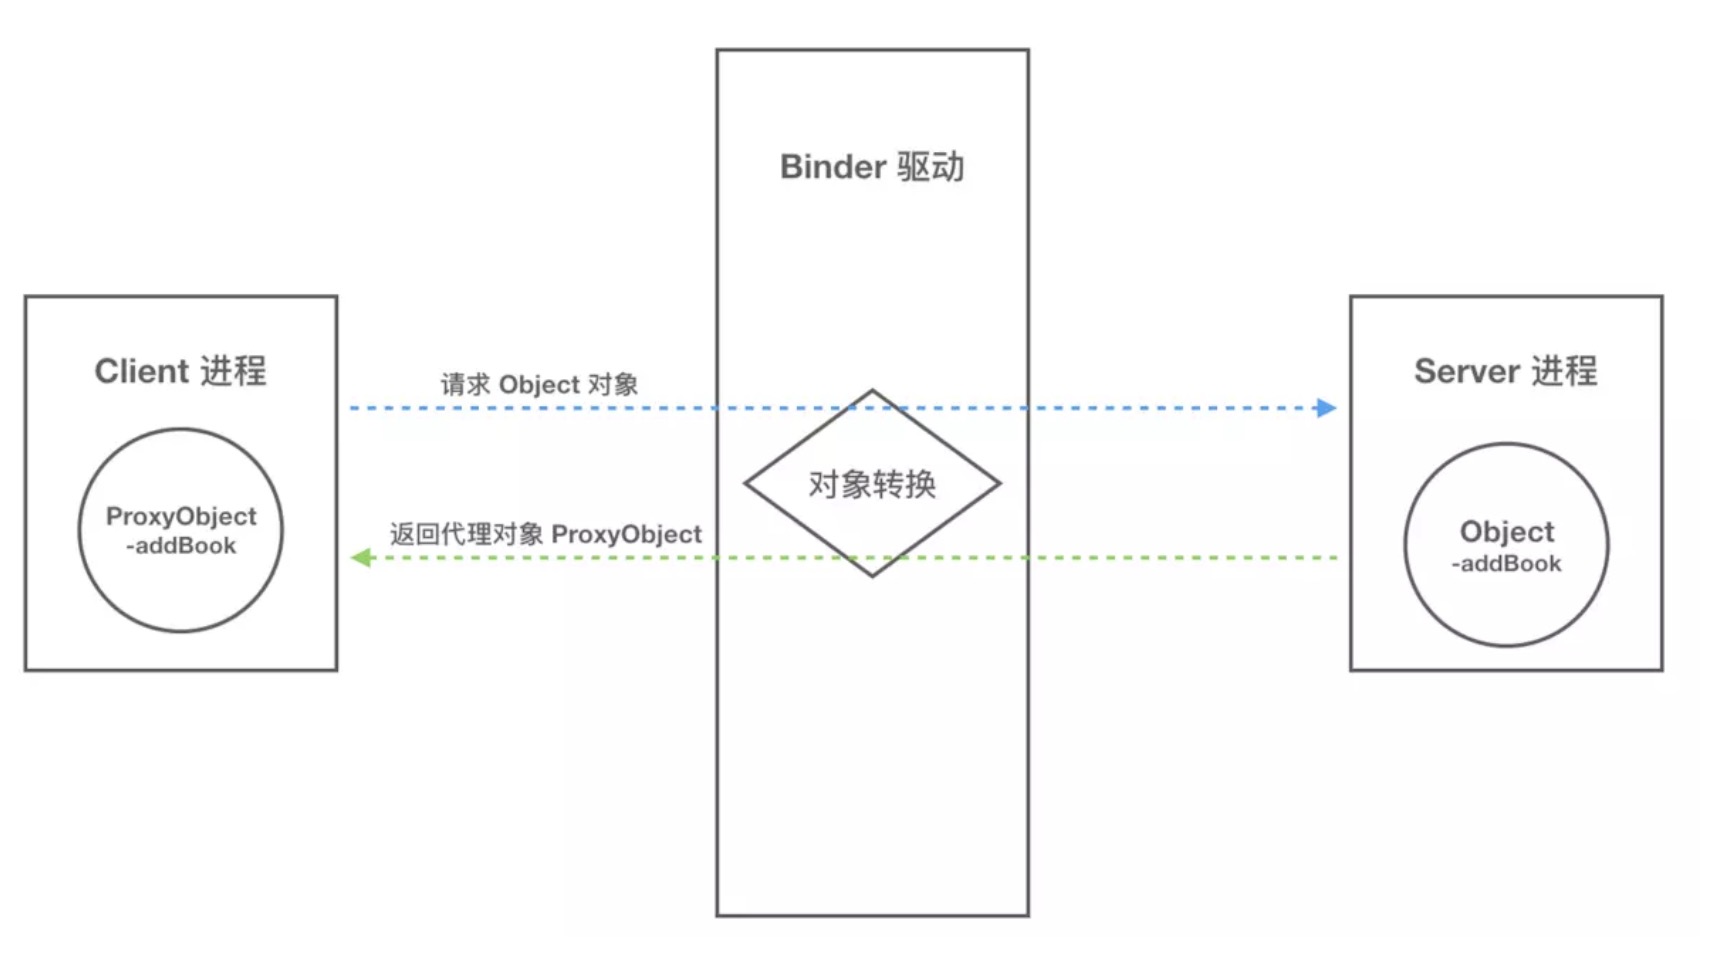 Binder 驱动
Client 进程
请求 Object 对象
Server 进程
对象转换
ProxyObject
-addBook
返回代理对象 ProxyObject
Object
-addBook